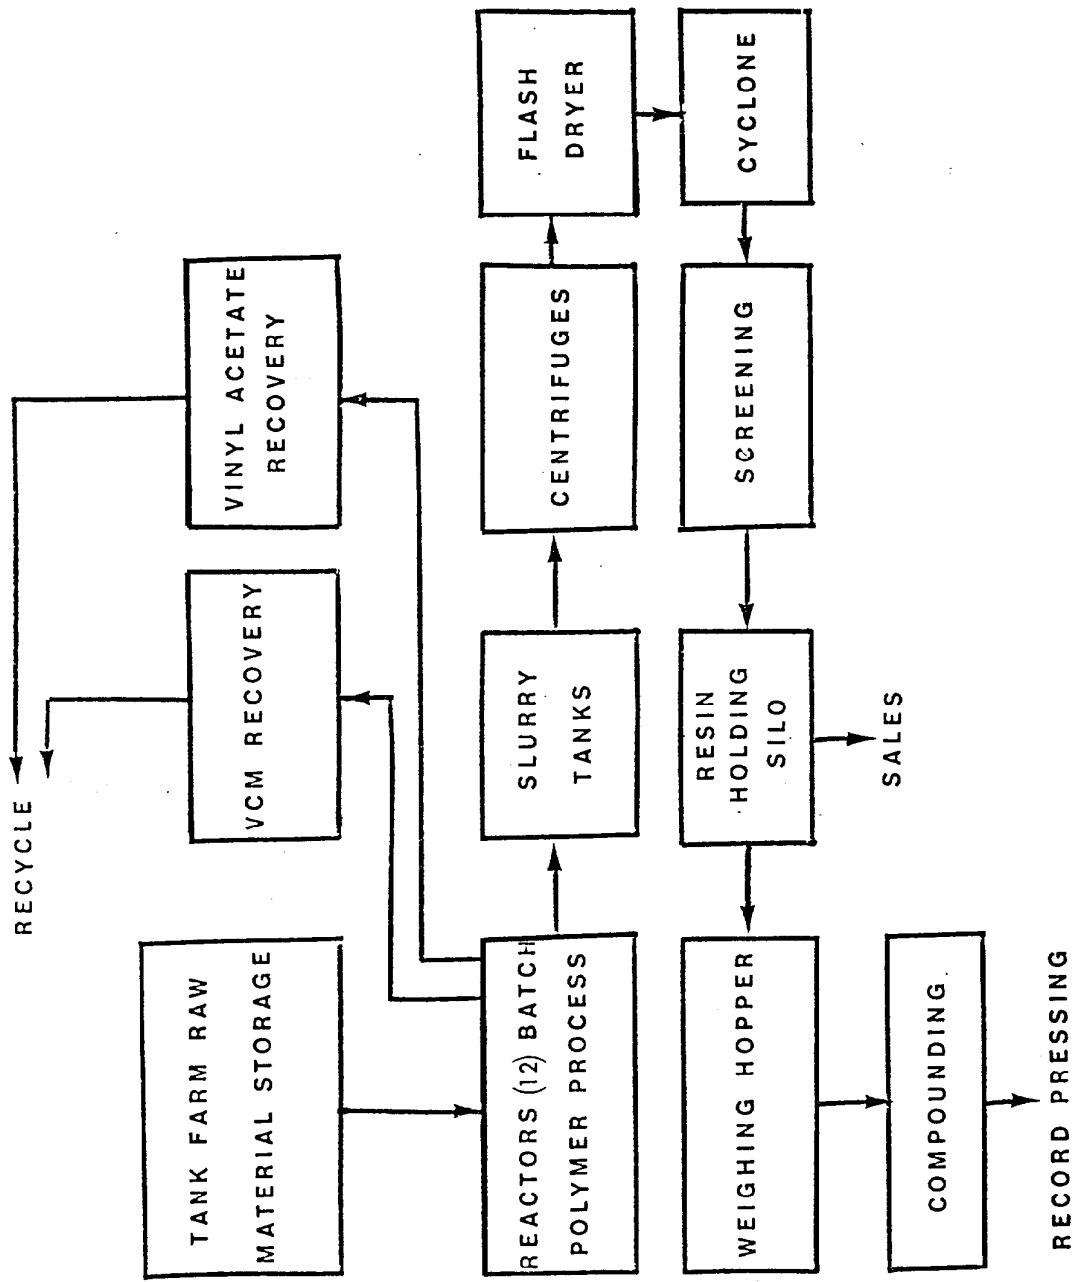 RECYCLE
TANK FARM RAW
MATERIAL STORAGE
VCM RECOVERY
VINYL ACETATE
RECOVERY
REACTORS (12) BATCH
POLYMER PROCESS
SLURRY
TANKS
CENTRIFUGES
FLASH
DRYER
CYCLONE
SCREENING
RESIN
HOLDING
SILO
SALES
WEIGHING HOPPER
COMPOUNDING
RECORD PRESSING